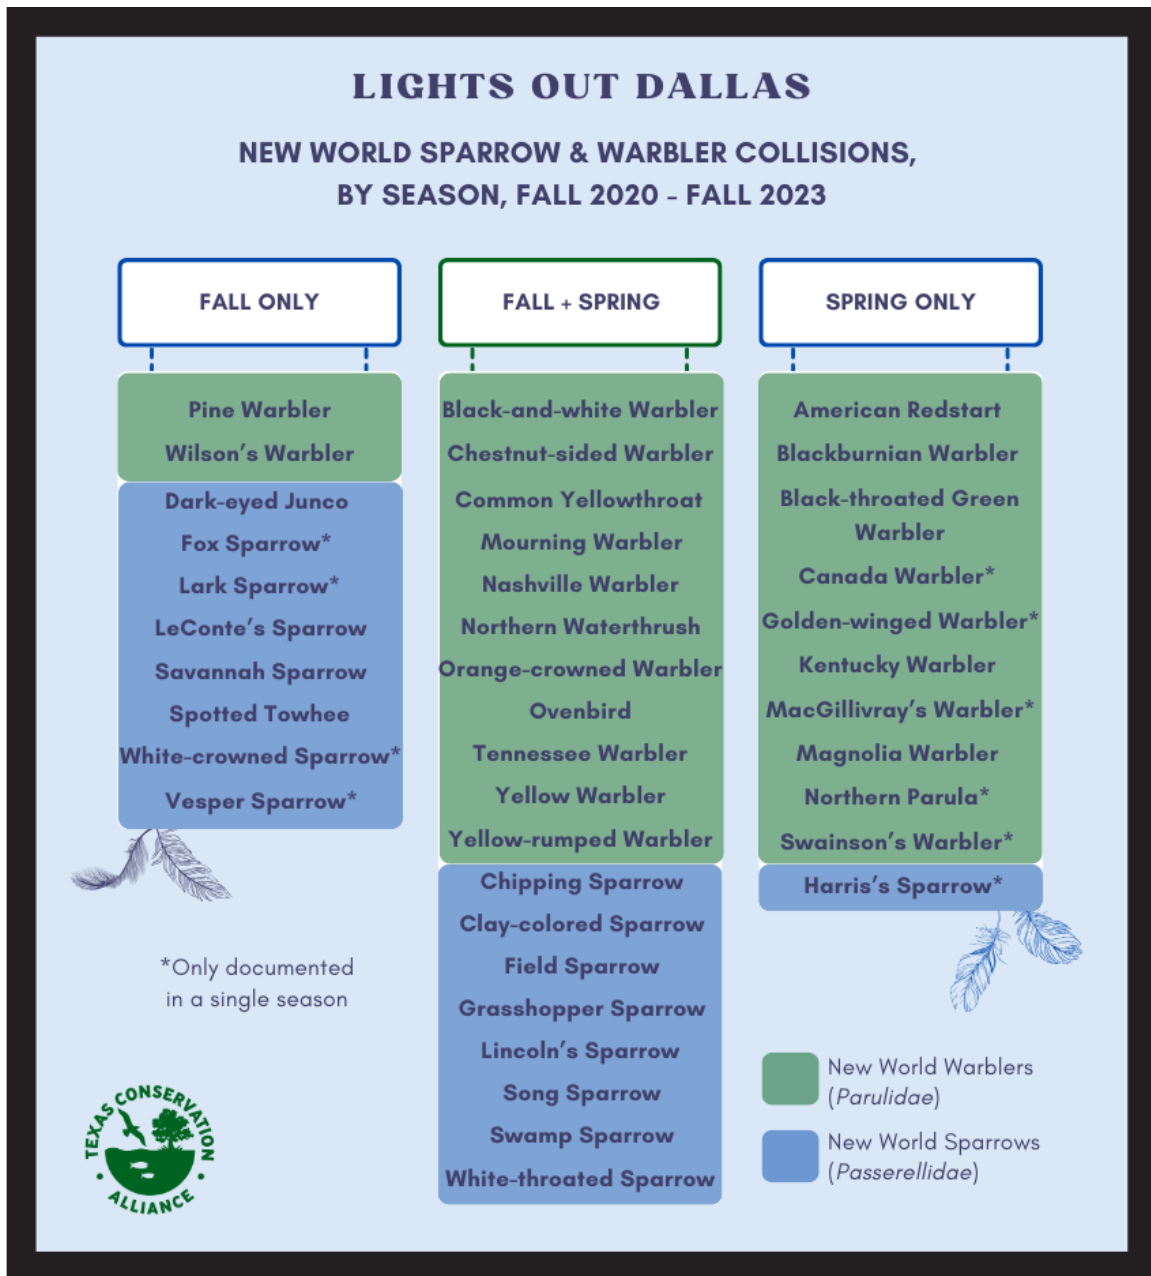 LIGHTS OUT DALLAS
NEW WORLD SPARROW & WARBLER COLLISIONS,
BY SEASON, FALL 2020 - FALL 2023
FALL ONLY
Pine Warbler
Wilson's Warbler
Dark-eyed Junco
Fox Sparrow*
Lark Sparrow*
LeConte's Sparrow
Savannah Sparrow
Spotted Towhee
White-crowned Sparrow*
Vesper Sparrow*
FALL + SPRING
Black-and-white Warbler
Chestnut-sided Warbler
Common Yellowthroat
Mourning Warbler
Nashville Warbler
Northern Waterthrush
Orange-crowned Warbler
Ovenbird
Tennessee Warbler
Yellow Warbler
Yellow-rumped Warbler
Chipping Sparrow
Clay-colored Sparrow
Field Sparrow
Grasshopper Sparrow
Lincoln's Sparrow
Song Sparrow
Swamp Sparrow
White-throated Sparrow
SPRING ONLY
American Redstart
Blackburnian Warbler
Black-throated Green
Warbler
Canada Warbler*
Golden-winged Warbler*
Kentucky Warbler
MacGillivray's Warbler*
Magnolia Warbler
Northern Parula*
Swainson's Warbler*
Harris's Sparrow*
*Only documented
in a single season
New World Warblers
(Parulidae)
New World Sparrows
(Passerellidae)
TEXAS CONSERVATION
• ALLIANCE •